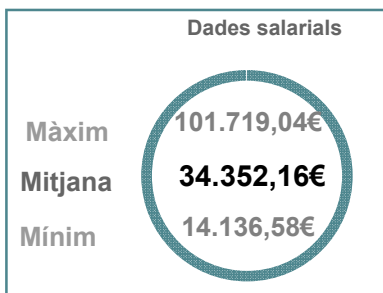 Dades salarials
Màxim 101.719,04€
Mitjana 34.352,16€
Mínim 14.136,58€